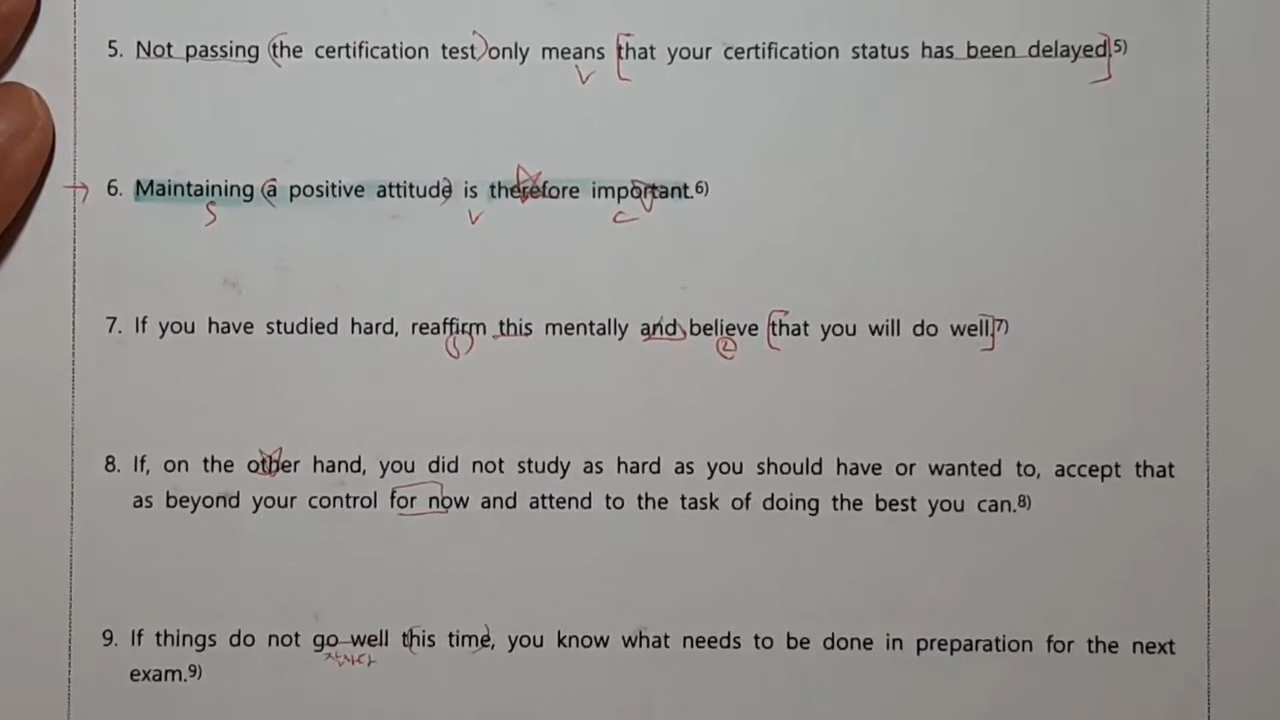 5. Not passing (the certification test) only means [that your certification status has been delayed].5)
V
→ 6. Maintaining (a positive attitude) is therefore important.6)
S V C
7. If you have studied hard, reaffirm this mentally and believe [that you will do well].7)
① ②
8. If, on the other hand, you did not study as hard as you should have or wanted to, accept that
as beyond your control for now and attend to the task of doing the best you can.8)
9. If things do not go well (this time), you know what needs to be done in preparation for the next
exam.9)